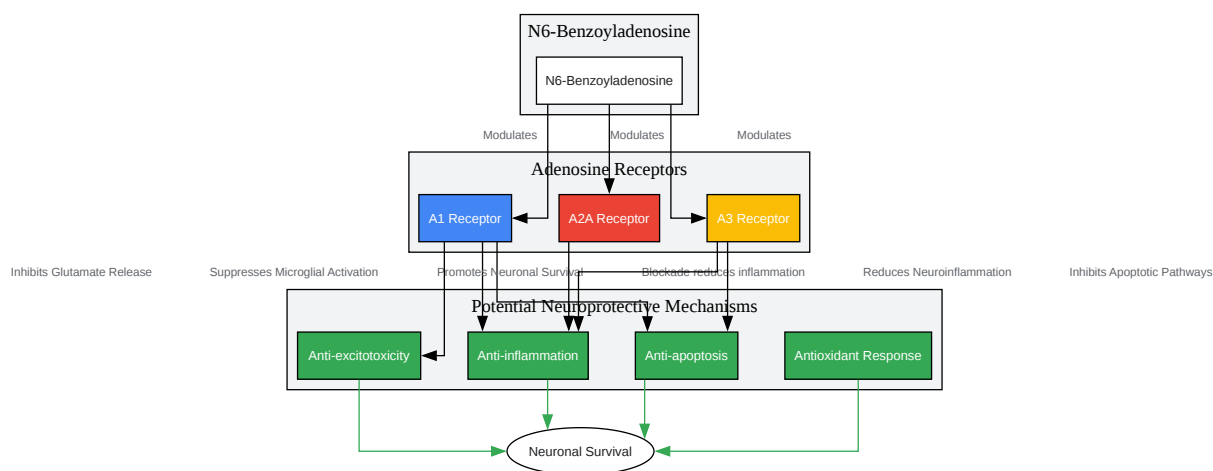 N6-Benzoyladenosine
N6-Benzoyladenosine
Modulates
Modulates
Modulates
Adenosine Receptors
A1 Receptor
A2A Receptor
A3 Receptor
Inhibits Glutamate Release
Suppresses Microglial Activation
Promotes Neuronal Survival
Blockade reduces inflammation
Reduces Neuroinflammation
Inhibits Apoptotic Pathways
Potential Neuroprotective Mechanisms
Anti-excitotoxicity
Anti-inflammation
Anti-apoptosis
Antioxidant Response
Neuronal Survival